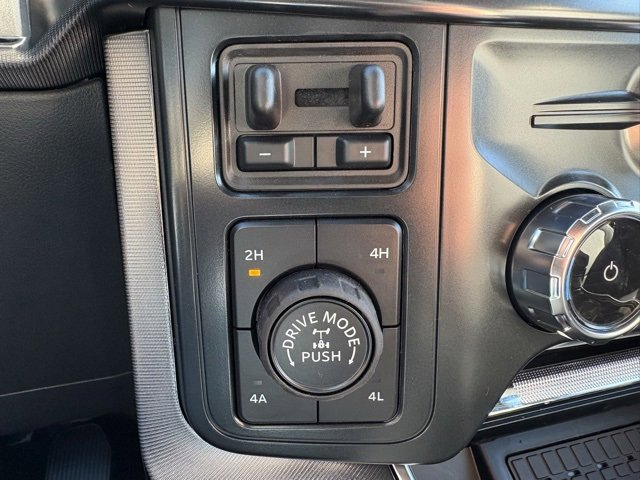 − +
2H 4H
DRIVE MODE
PUSH
4A 4L